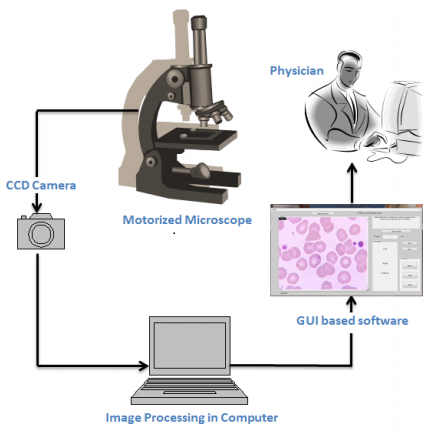 Physician
CCD Camera
Motorized Microscope
GUI based software
Image Processing in Computer